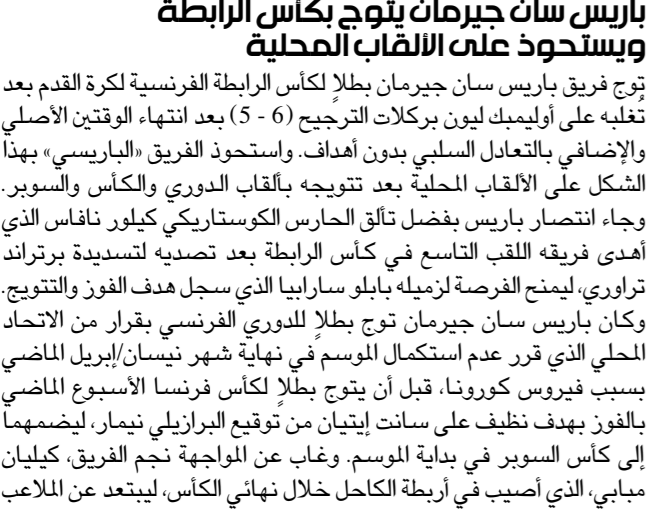 باريس سان جيرمان يتوج بكأس الرابطة
ويستحوذ على الألقاب المحلية
تِوج فريق باريس سان جيرمان بطلاٍ لكأس الرابطة الفرنسية لكرة القدم بعد
تُغلبه على أوليمبك ليون بركلات الترجيح (6 - 5) بعد انتهاء الوقتين الأصلي
والإضافي بالتعادل السلبي بدون أهداف. واستحوذ الفريق «الباريسي» بهذا
الشكل على الألقاب المحلية بعد تتويجه بألقاب الدوري والكأس والسوبر.
وجاء انتصار باريس بفضل تألق الحارس الكوستاريكي كيلور نافاس الذي
أهدى فريقه اللقب التاسع في كأس الرابطة بعد تصديه لتسديدة برتراند
تراوري، ليمنح الفرصة لزميله بابلو سارابيا الذي سجل هدف الفوز والتتويج.
وكان باريس سان جيرمان توج بطلاٍ للدوري الفرنسي بقرار من الاتحاد
المحلي الذي قرر عدم استكمال الموسم في نهاية شهر نيسان/إبريل الماضي
بسبب فيروس كورونا، قبل أن يتوج بطلاٍ لكأس فرنسا الأسبوع الماضي
بالفوز بهدف نظيف على سانت إيتيان من توقيع البرازيلي نيمار، ليضمهما
إلى كأس السوبر في بداية الموسم. وغاب عن المواجهة نجم الفريق، كيليان
مبابي، الذي أصيب في أربطة الكاحل خلال نهائي الكأس، ليبتعد عن الملاعب